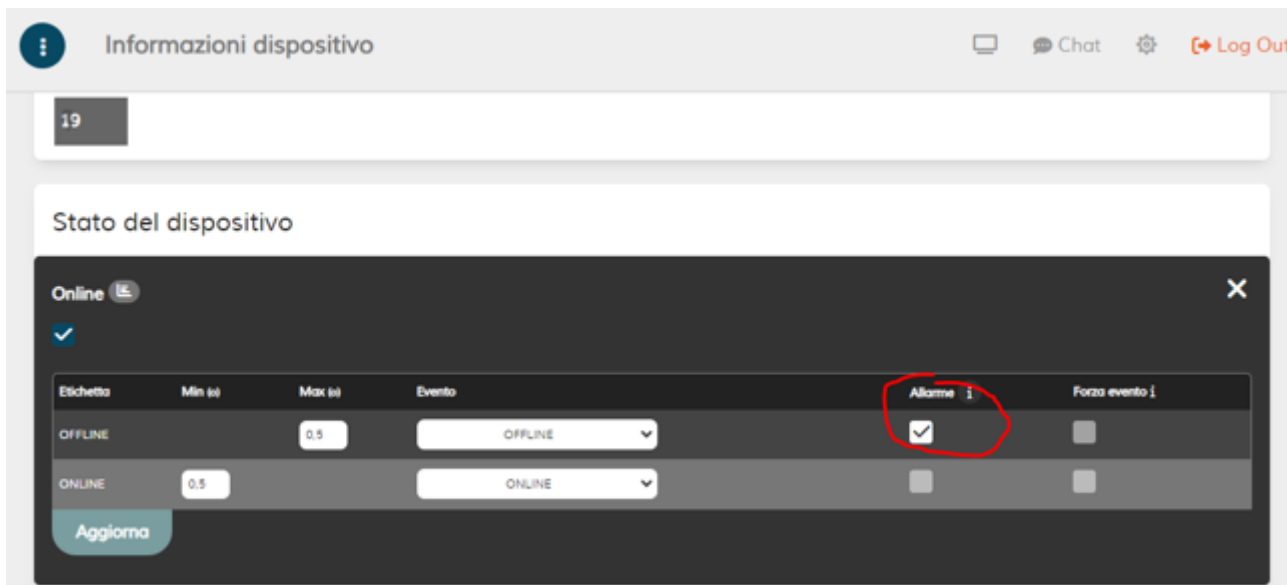 Informazioni dispositivo Chat Log Out
19
Stato del dispositivo
Online
Etichetta Min (≥) Max (≤) Evento Allarme i Forza evento i
OFFLINE 0,5 OFFLINE
ONLINE 0,5 ONLINE
Aggiorna